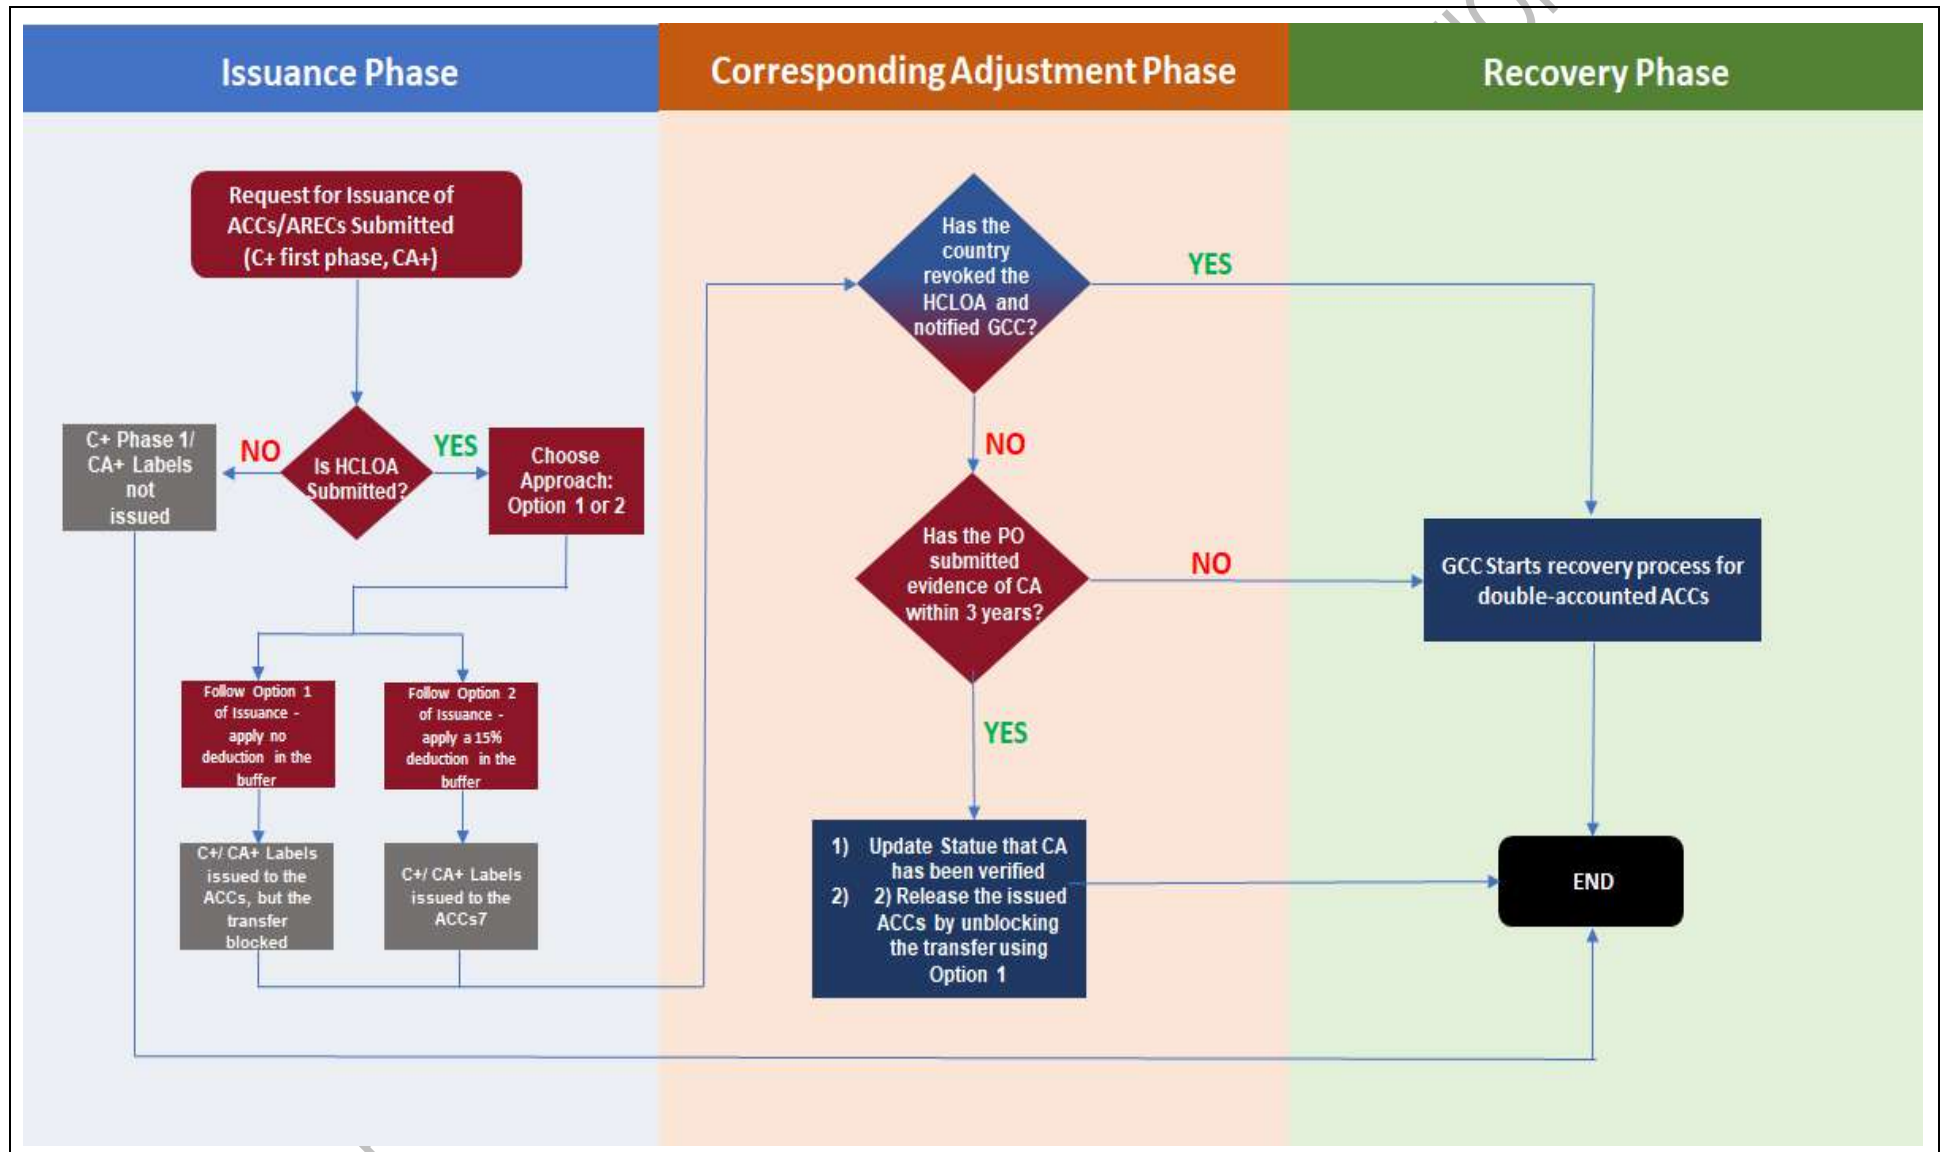 Issuance Phase
Corresponding Adjustment Phase
Recovery Phase
Request for Issuance of
ACCs/ARECs Submitted
(C+ first phase, CA+)
Is HCLOA
Submitted?
NO
YES
C+ Phase 1/
CA+ Labels
not
issued
Choose
Approach:
Option 1 or 2
Follow Option 1
of Issuance -
apply no
deduction in the
buffer
Follow Option 2
of Issuance -
apply a 15%
deduction in the
buffer
C+/ CA+ Labels
issued to the
ACCs, but the
transfer
blocked
C+/ CA+ Labels
issued to the
ACCs7
Has the
country
revoked the
HCLOA and
notified GCC?
YES
NO
Has the PO
submitted
evidence of CA
within 3 years?
NO
YES
1) Update Statue that CA
has been verified
2) 2) Release the issued
ACCs by unblocking
the transfer using
Option 1
GCC Starts recovery process for
double-accounted ACCs
END